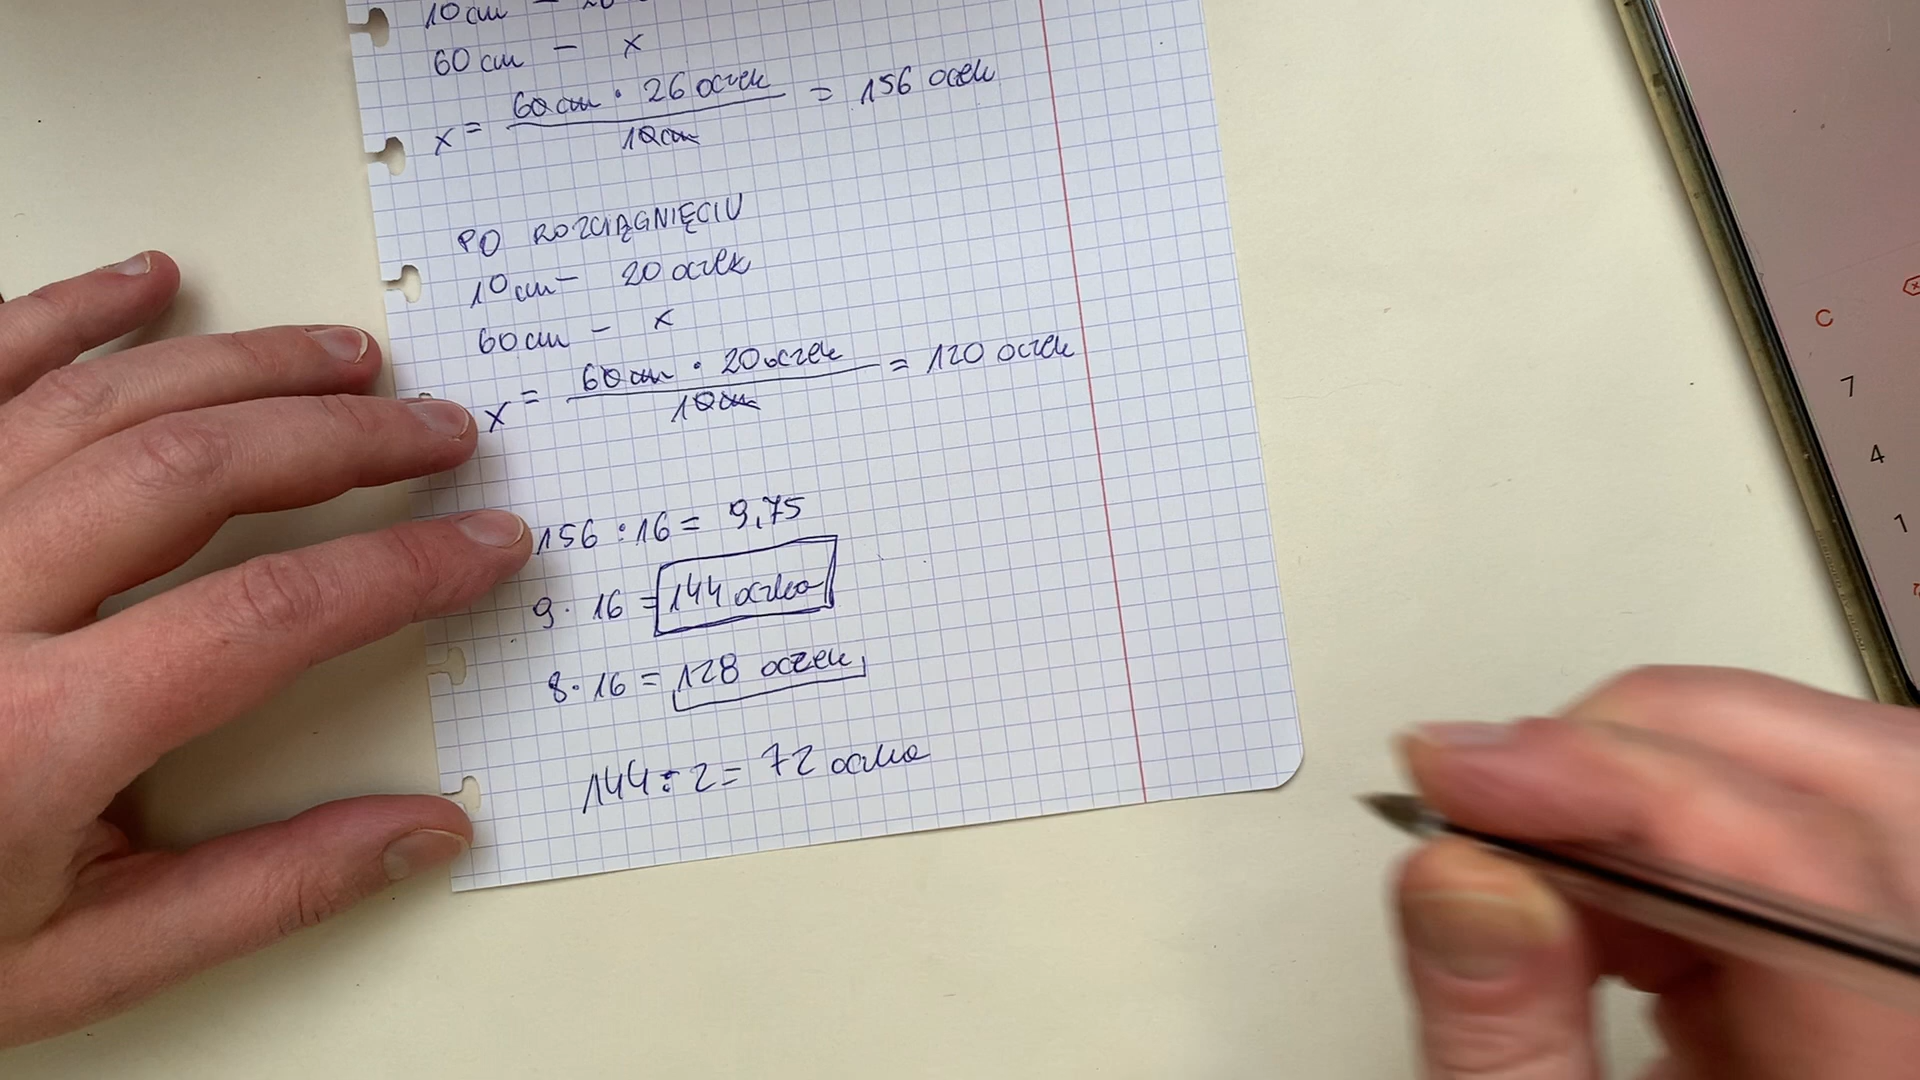 10 cm –
60 cm – x
x = 60 cm · 26 oczek / 10 cm = 156 oczek
PO ROZCIĄGNIĘCIU
10 cm – 20 oczek
60 cm – x
x = 60 cm · 20 oczek / 10 cm = 120 oczek
156 : 16 = 9,75
9 · 16 = 144 oczka
8 · 16 = 128 oczek
144 : 2 = 72 oczka
C
7
4
1